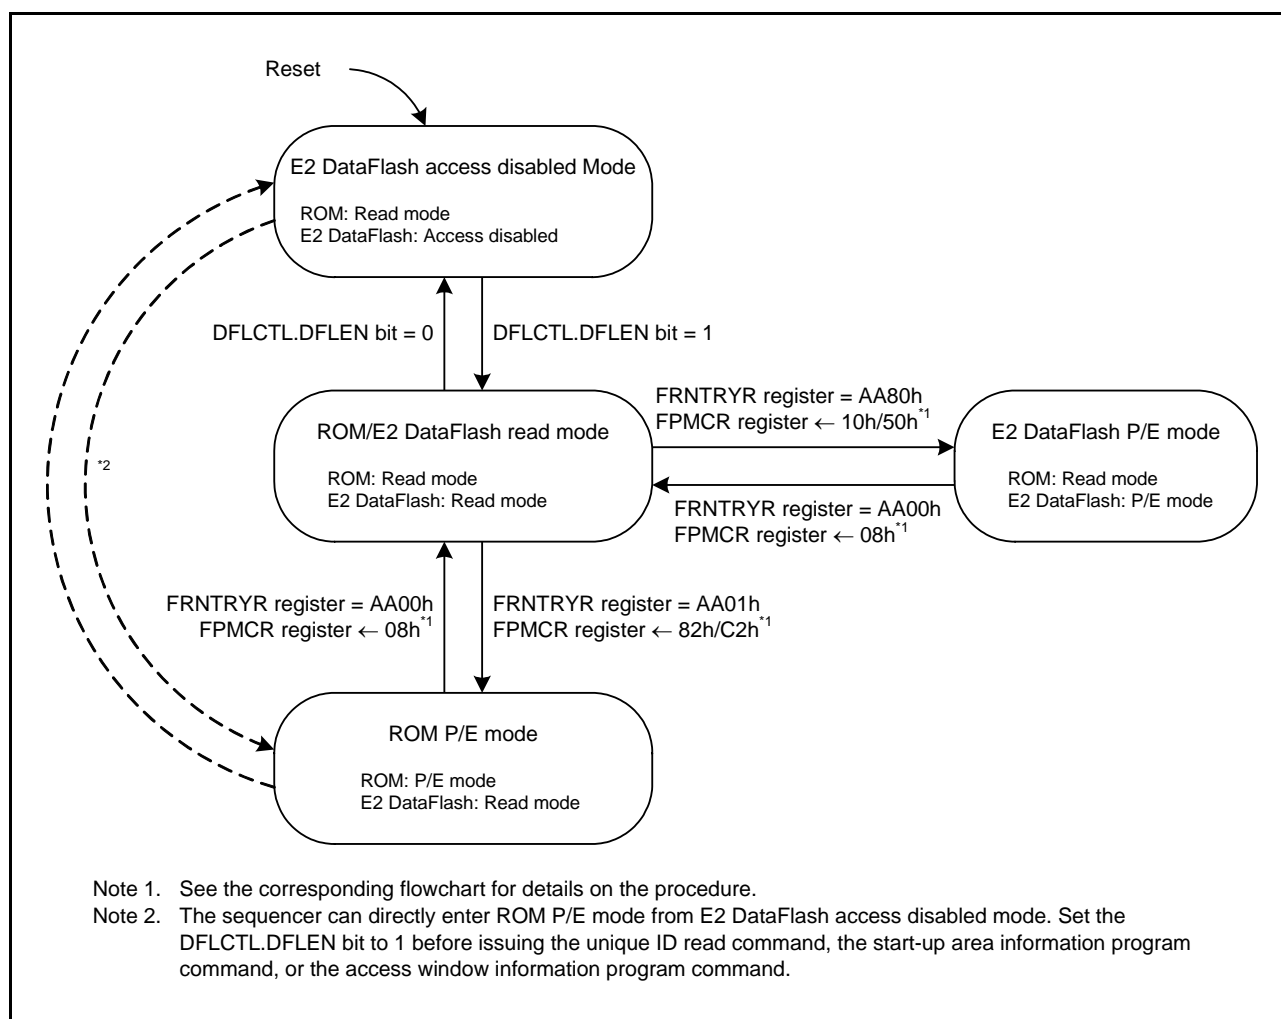 Reset
E2 DataFlash access disabled Mode
ROM: Read mode
E2 DataFlash: Access disabled
DFLCTL.DFLEN bit = 0
DFLCTL.DFLEN bit = 1
FRNTRYR register = AA80h
FPMCR register ← 10h/50h*1
ROM/E2 DataFlash read mode
ROM: Read mode
E2 DataFlash: Read mode
E2 DataFlash P/E mode
ROM: Read mode
E2 DataFlash: P/E mode
*2
FRNTRYR register = AA00h
FPMCR register ← 08h*1
FRNTRYR register = AA00h
FPMCR register ← 08h*1
FRNTRYR register = AA01h
FPMCR register ← 82h/C2h*1
ROM P/E mode
ROM: P/E mode
E2 DataFlash: Read mode
Note 1. See the corresponding flowchart for details on the procedure.
Note 2. The sequencer can directly enter ROM P/E mode from E2 DataFlash access disabled mode. Set the
DFLCTL.DFLEN bit to 1 before issuing the unique ID read command, the start-up area information program
command, or the access window information program command.